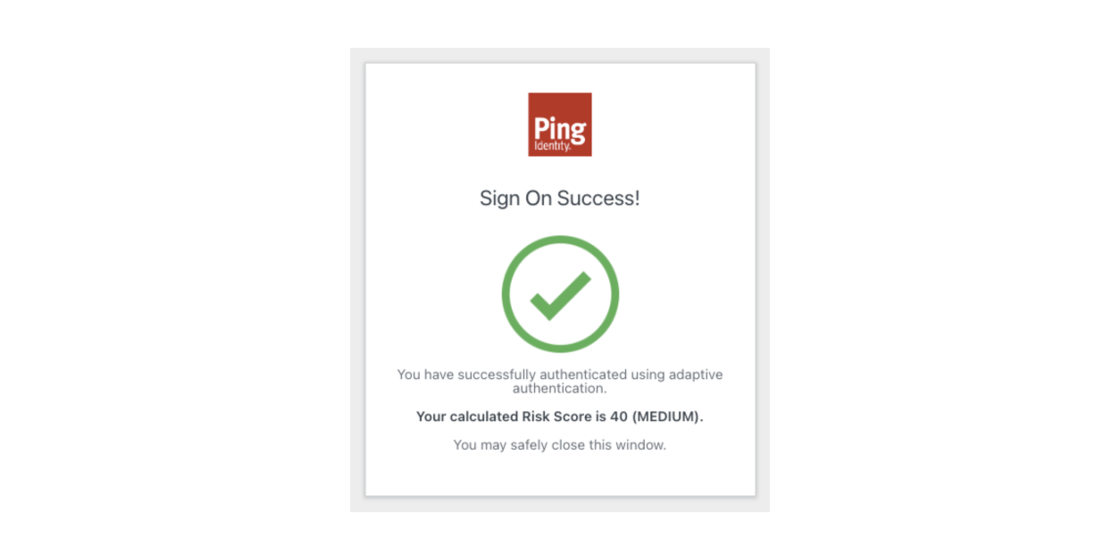 Ping
Identity.
Sign On Success!
You have successfully authenticated using adaptive
authentication.
Your calculated Risk Score is 40 (MEDIUM).
You may safely close this window.